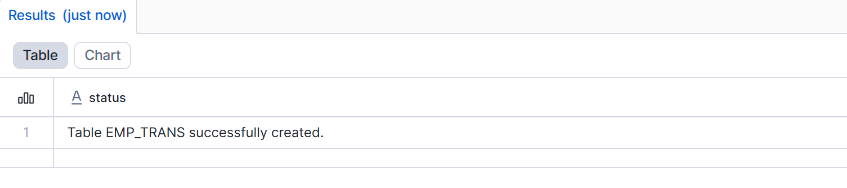 Results (just now)
Table Chart
A status
1 Table EMP_TRANS successfully created.